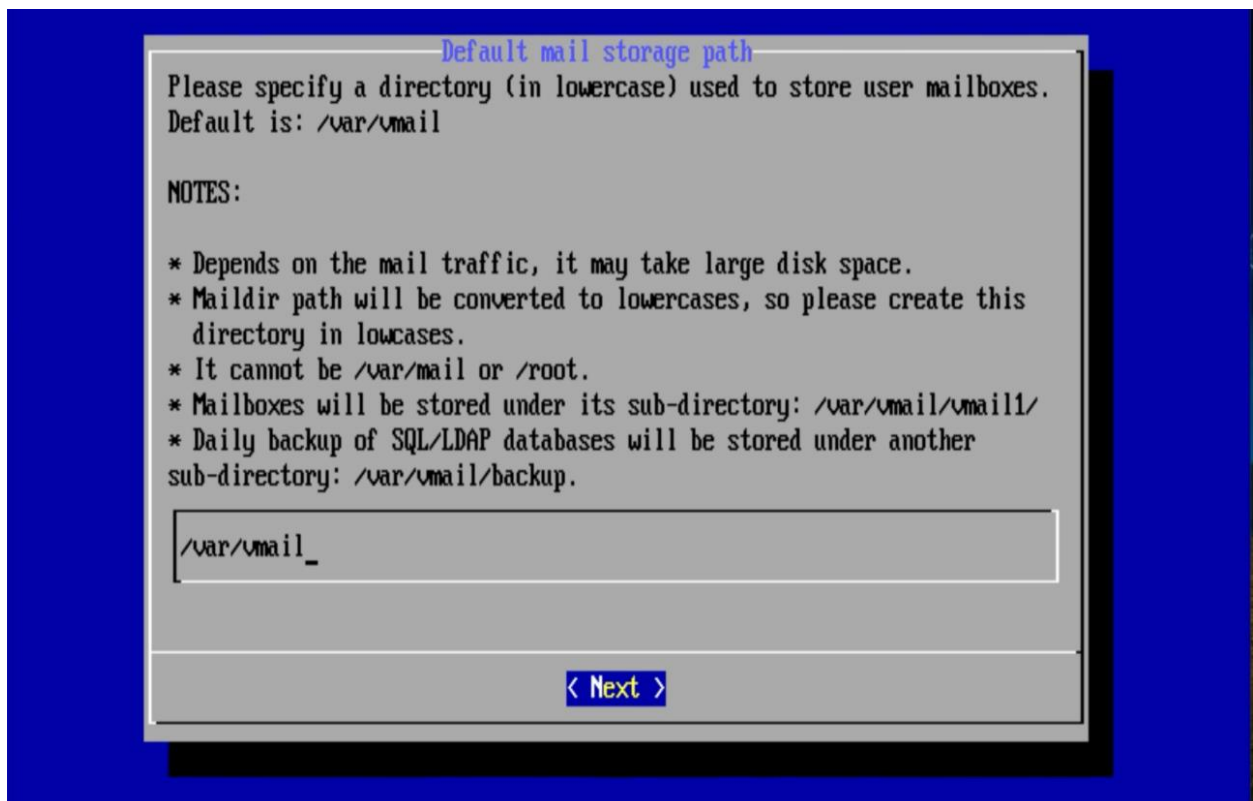 Default mail storage path
Please specify a directory (in lowercase) used to store user mailboxes.
Default is: /var/vmail
NOTES:
* Depends on the mail traffic, it may take large disk space.
* Maildir path will be converted to lowercases, so please create this
directory in lowcases.
* It cannot be /var/mail or /root.
* Mailboxes will be stored under its sub-directory: /var/vmail/vmail1/
* Daily backup of SQL/LDAP databases will be stored under another
sub-directory: /var/vmail/backup.
/var/vmail_
< Next >